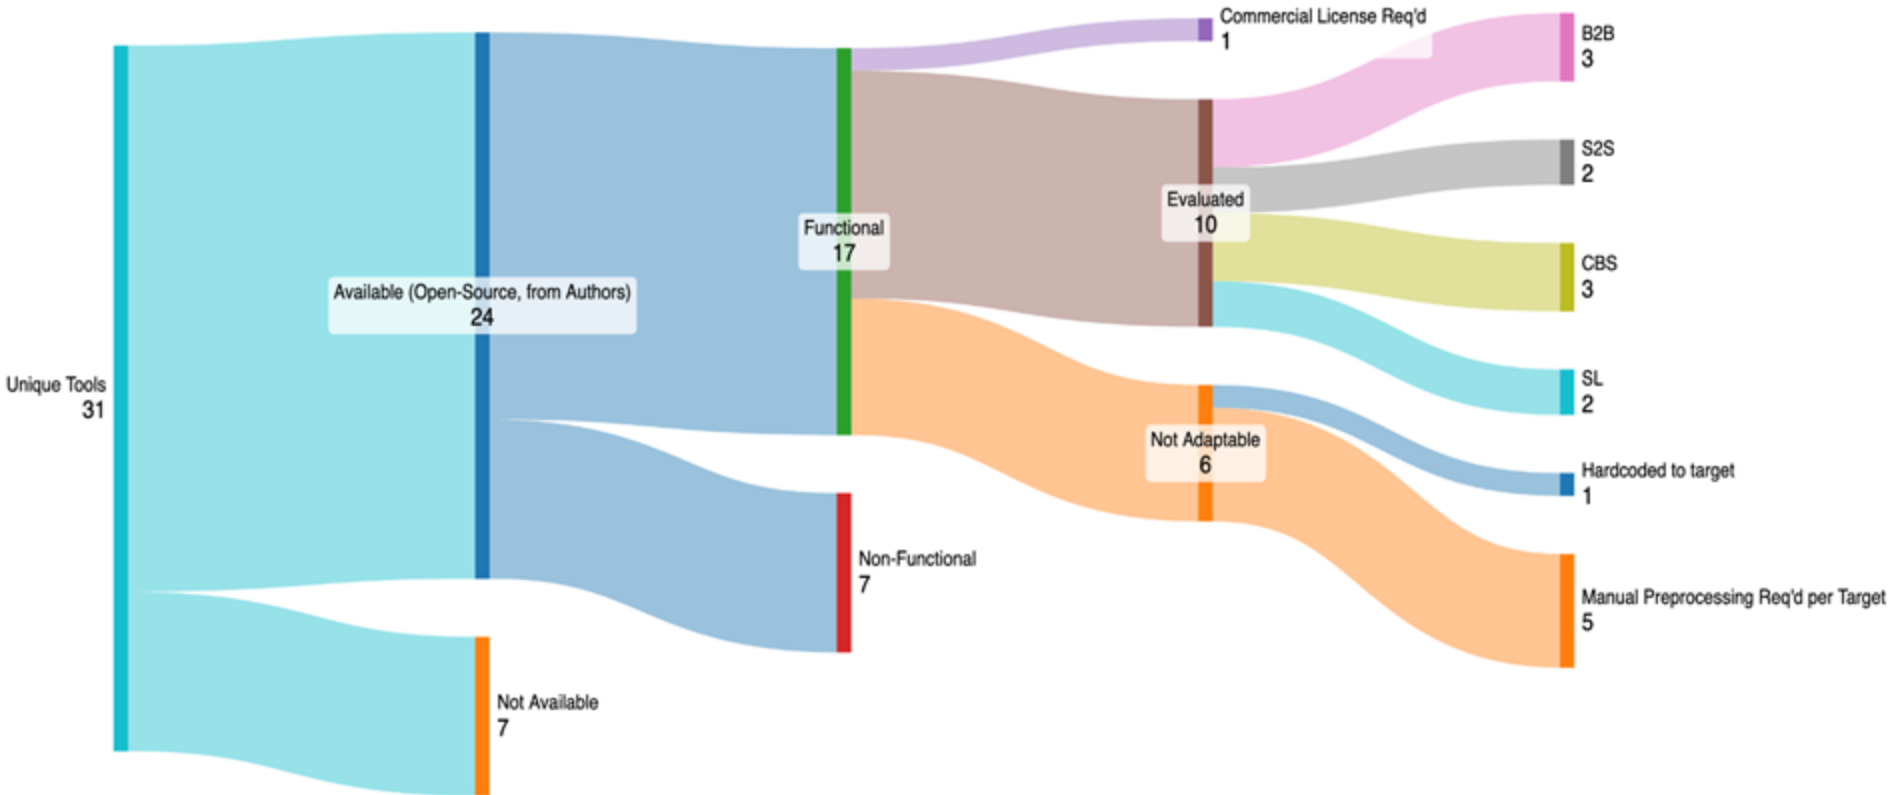 Unique Tools
31
Available (Open-Source, from Authors)
24
Not Available
7
Functional
17
Non-Functional
7
Commercial License Req'd
1
Evaluated
10
Not Adaptable
6
B2B
3
S2S
2
CBS
3
SL
2
Hardcoded to target
1
Manual Preprocessing Req'd per Target
5